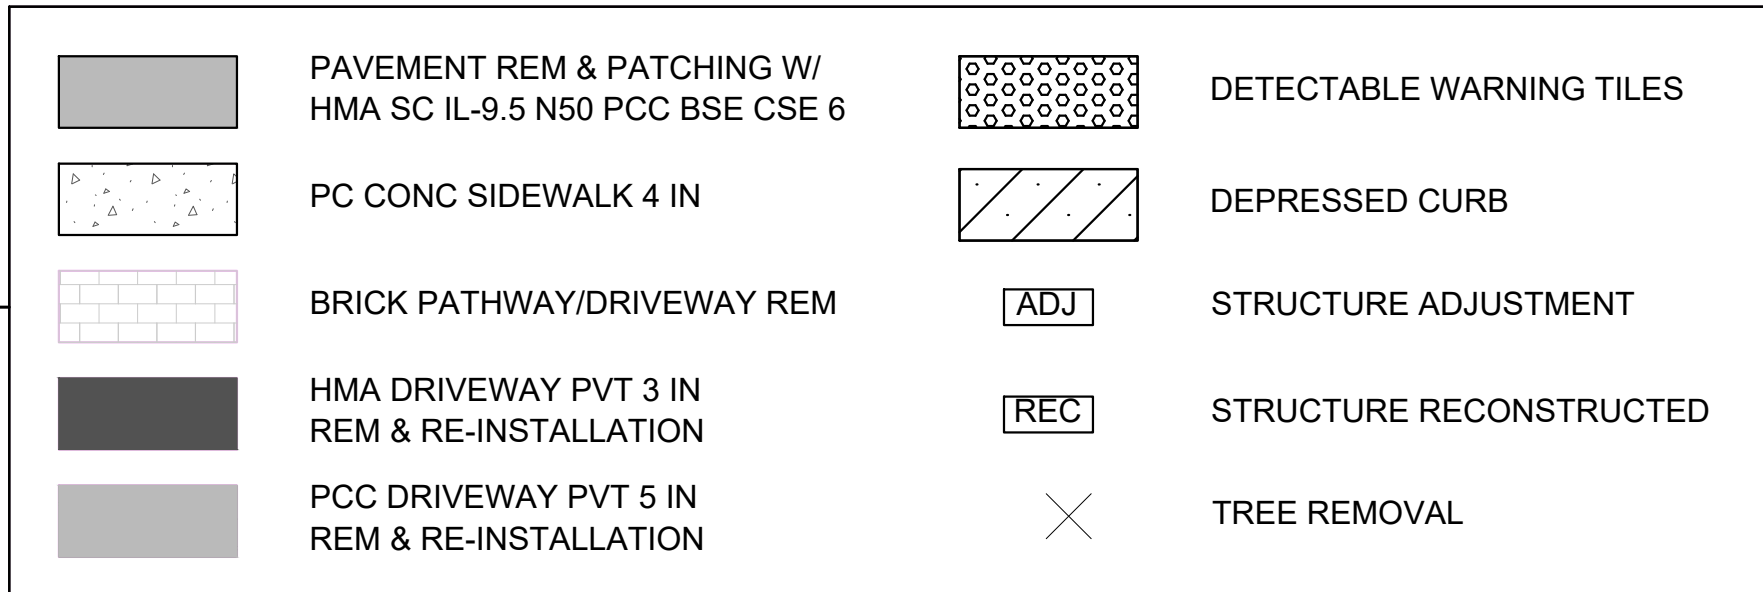 PAVEMENT REM & PATCHING W/
HMA SC IL-9.5 N50 PCC BSE CSE 6
PC CONC SIDEWALK 4 IN
BRICK PATHWAY/DRIVEWAY REM
HMA DRIVEWAY PVT 3 IN
REM & RE-INSTALLATION
PCC DRIVEWAY PVT 5 IN
REM & RE-INSTALLATION
DETECTABLE WARNING TILES
DEPRESSED CURB
ADJ STRUCTURE ADJUSTMENT
REC STRUCTURE RECONSTRUCTED
TREE REMOVAL